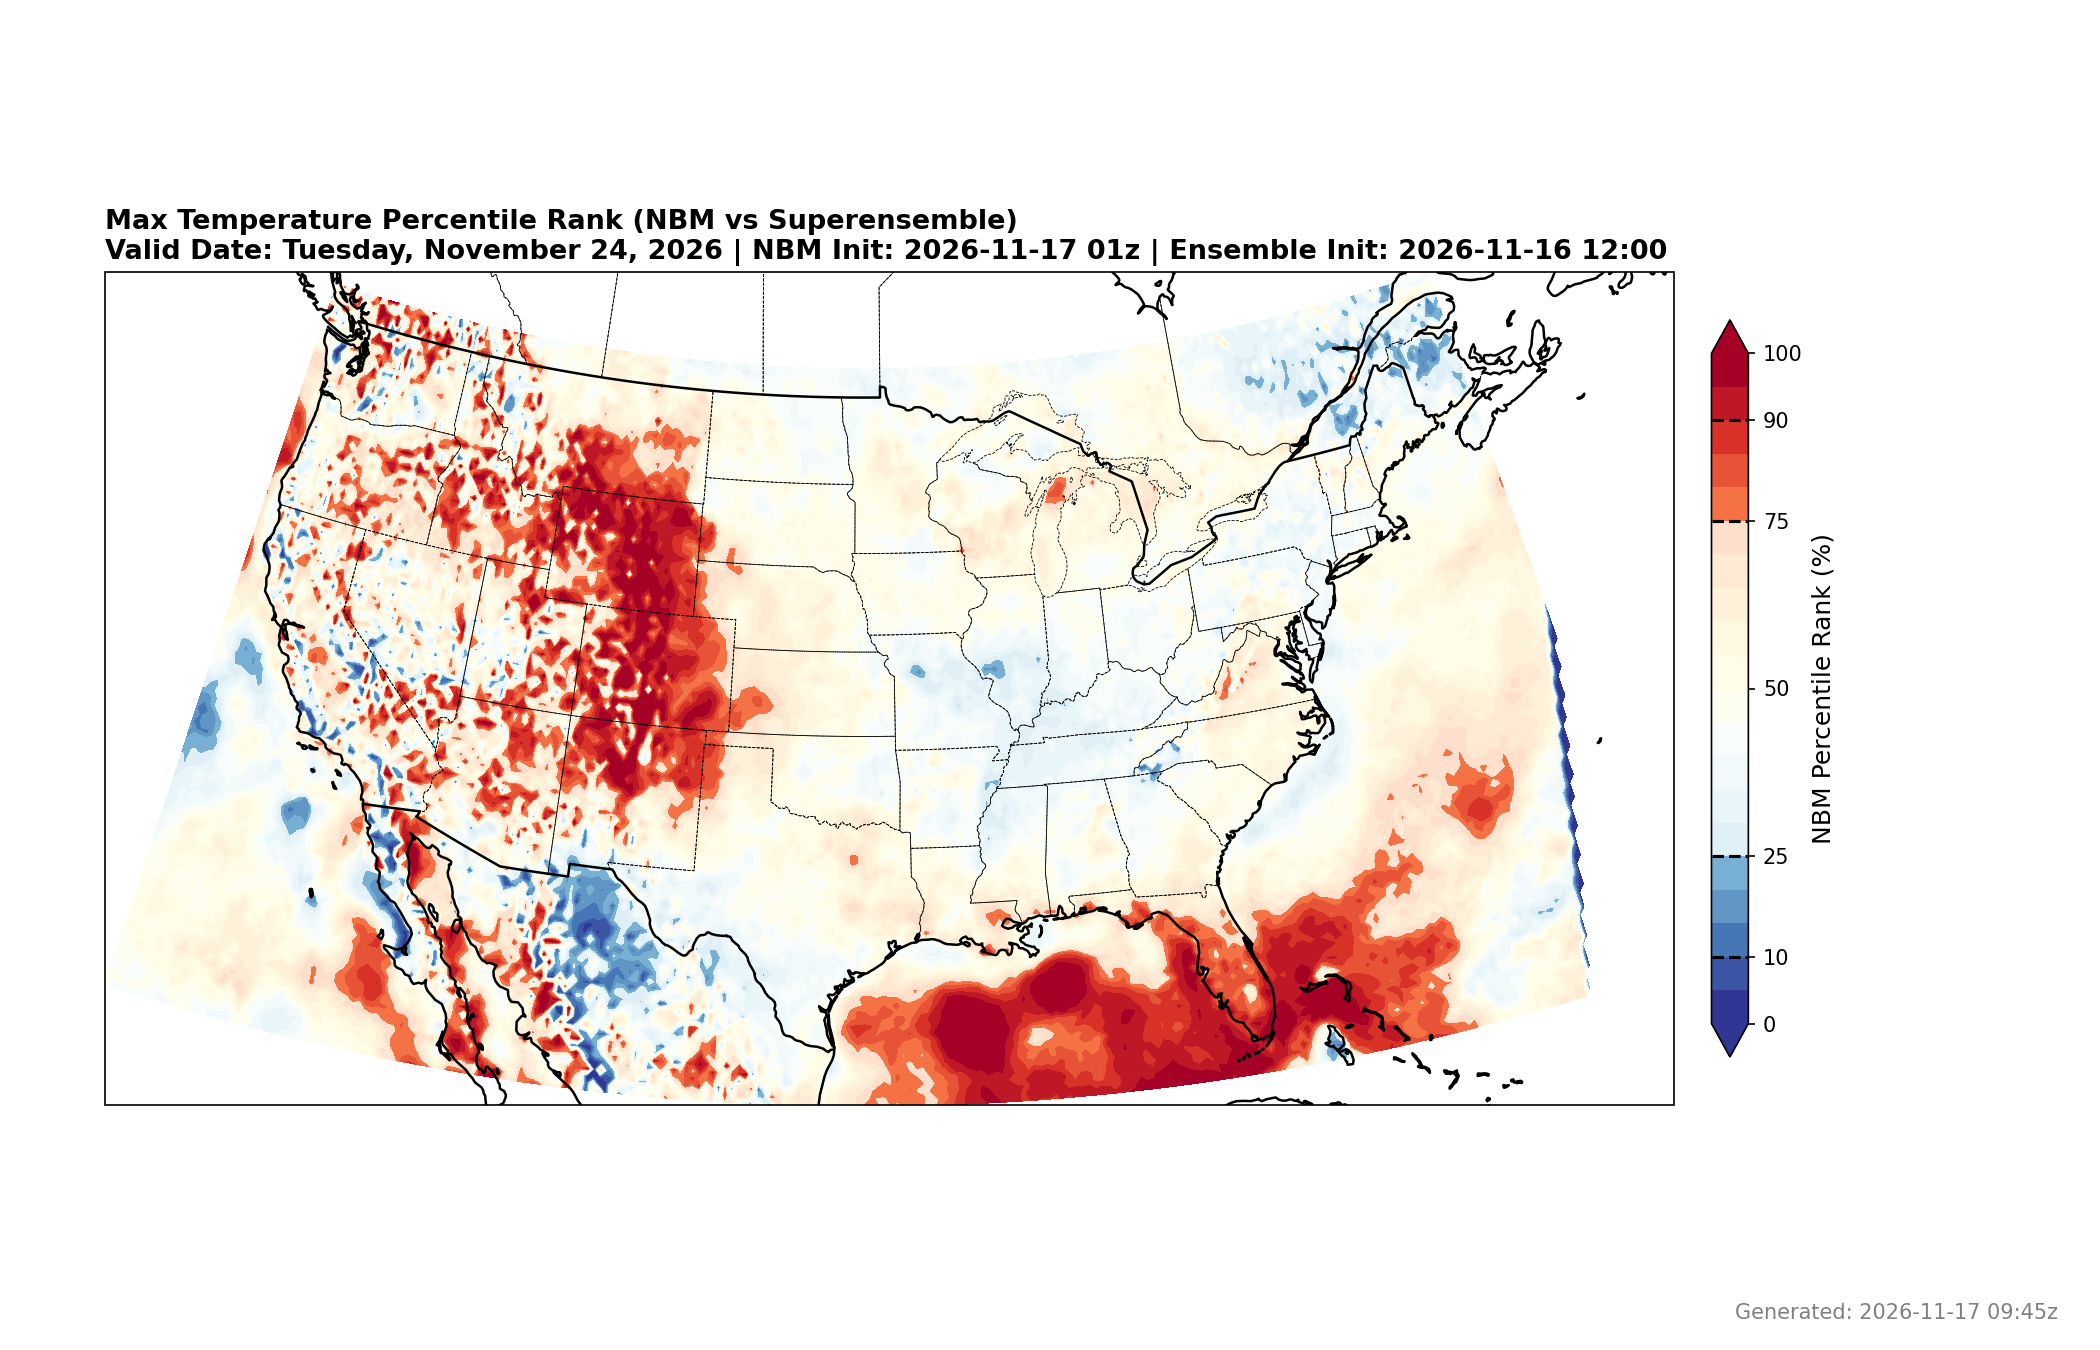 Max Temperature Percentile Rank (NBM vs Superensemble)
Valid Date: Tuesday, November 24, 2026 | NBM Init: 2026-11-17 01z | Ensemble Init: 2026-11-16 12:00
100
90
75
50
25
10
0
NBM Percentile Rank (%)
Generated: 2026-11-17 09:45z